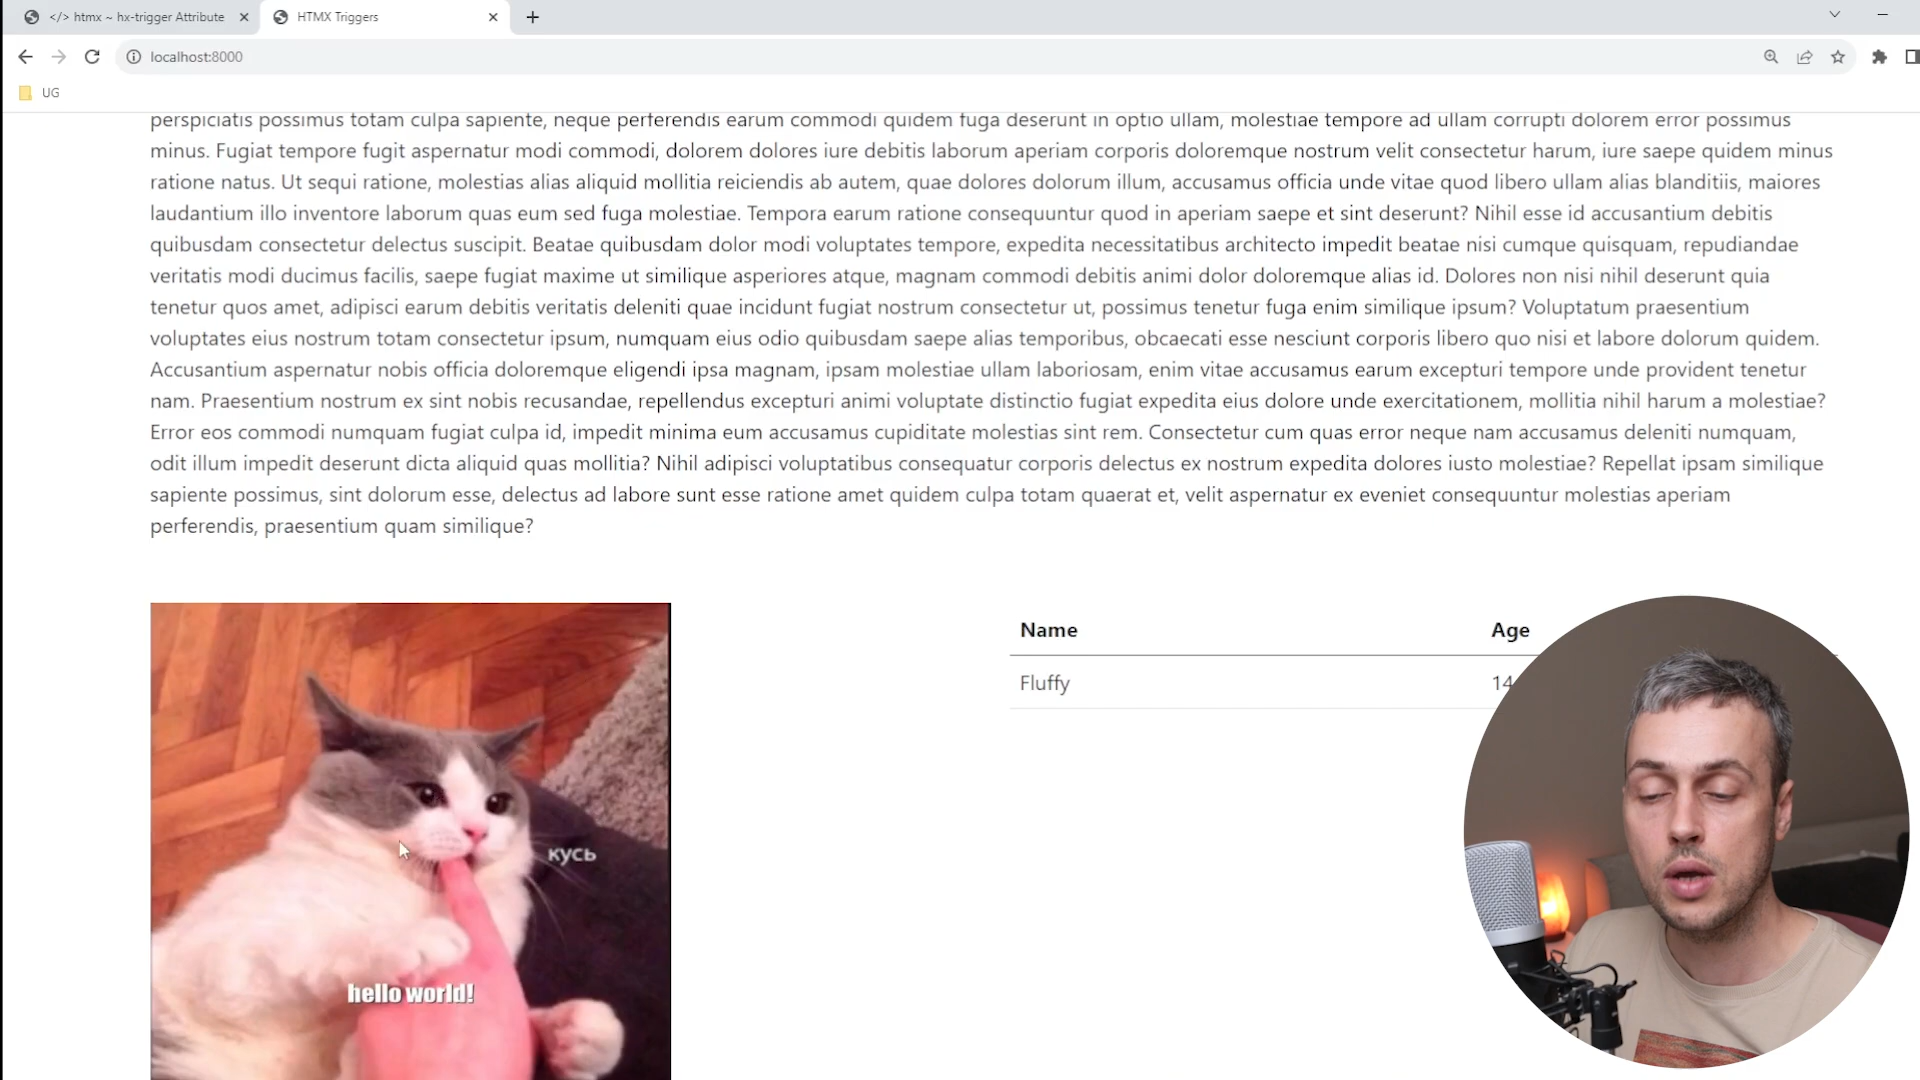 </> htmx ~ hx-trigger Attribute
HTMX Triggers
localhost:8000
UG
perspiciatis possimus totam culpa sapiente, neque perferendis earum commodi quidem fuga deserunt in optio ullam, molestiae tempore ad ullam corrupti dolorem error possimus
minus. Fugiat tempore fugit aspernatur modi commodi, dolorem dolores iure debitis laborum aperiam corporis doloremque nostrum velit consectetur harum, iure saepe quidem minus
ratione natus. Ut sequi ratione, molestias alias aliquid mollitia reiciendis ab autem, quae dolores dolorum illum, accusamus officia unde vitae quod libero ullam alias blanditiis, maiores
laudantium illo inventore laborum quas eum sed fuga molestiae. Tempora earum ratione consequuntur quod in aperiam saepe et sint deserunt? Nihil esse id accusantium debitis
quibusdam consectetur delectus suscipit. Beatae quibusdam dolor modi voluptates tempore, expedita necessitatibus architecto impedit beatae nisi cumque quisquam, repudiandae
veritatis modi ducimus facilis, saepe fugiat maxime ut similique asperiores atque, magnam commodi debitis animi dolor doloremque alias id. Dolores non nisi nihil deserunt quia
tenetur quos amet, adipisci earum debitis veritatis deleniti quae incidunt fugiat nostrum consectetur ut, possimus tenetur fuga enim similique ipsum? Voluptatum praesentium
voluptates eius nostrum totam consectetur ipsum, numquam eius odio quibusdam saepe alias temporibus, obcaecati esse nesciunt corporis libero quo nisi et labore dolorum quidem.
Accusantium aspernatur nobis officia doloremque eligendi ipsa magnam, ipsam molestiae ullam laboriosam, enim vitae accusamus earum excepturi tempore unde provident tenetur
nam. Praesentium nostrum ex sint nobis recusandae, repellendus excepturi animi voluptate distinctio fugiat expedita eius dolore unde exercitationem, mollitia nihil harum a molestiae?
Error eos commodi numquam fugiat culpa id, impedit minima eum accusamus cupiditate molestias sint rem. Consectetur cum quas error neque nam accusamus deleniti numquam,
odit illum impedit deserunt dicta aliquid quas mollitia? Nihil adipisci voluptatibus consequatur corporis delectus ex nostrum expedita dolores iusto molestiae? Repellat ipsam similique
sapiente possimus, sint dolorum esse, delectus ad labore sunt esse ratione amet quidem culpa totam quaerat et, velit aspernatur ex eveniet consequuntur molestias aperiam
perferendis, praesentium quam similique?
Name Age
Fluffy 14
кусь
hello world!